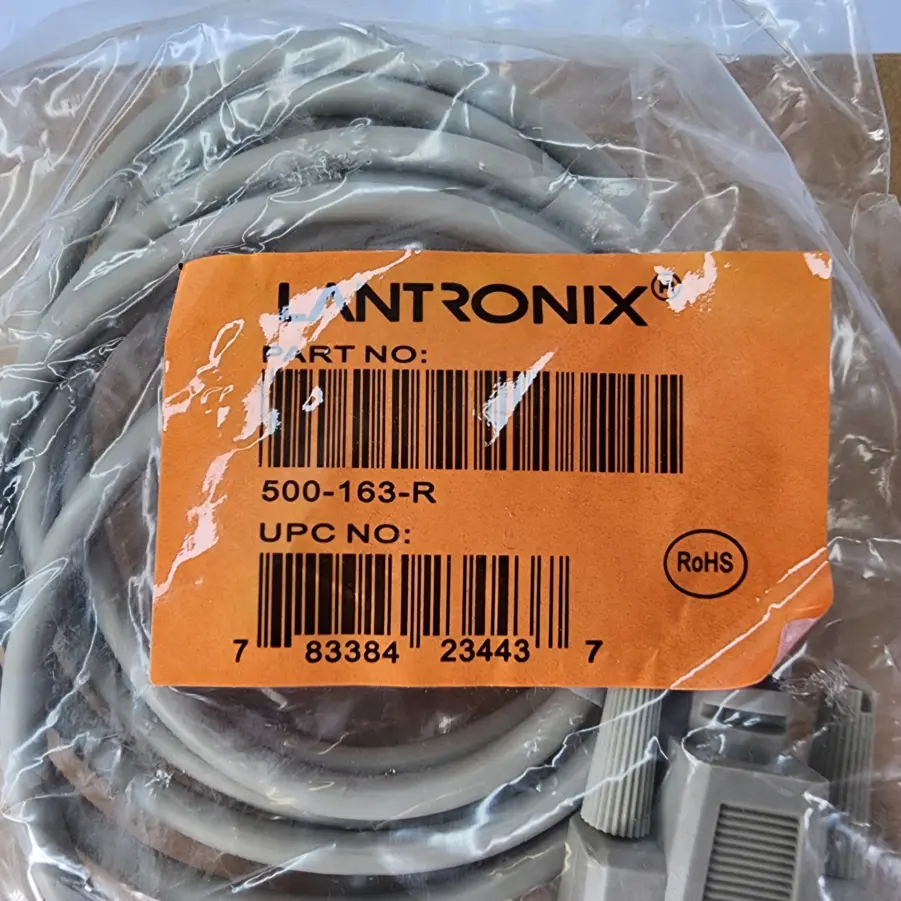 LANTRONIX®
PART NO:
500-163-R
UPC NO:
7 83384 23443 7
RoHS